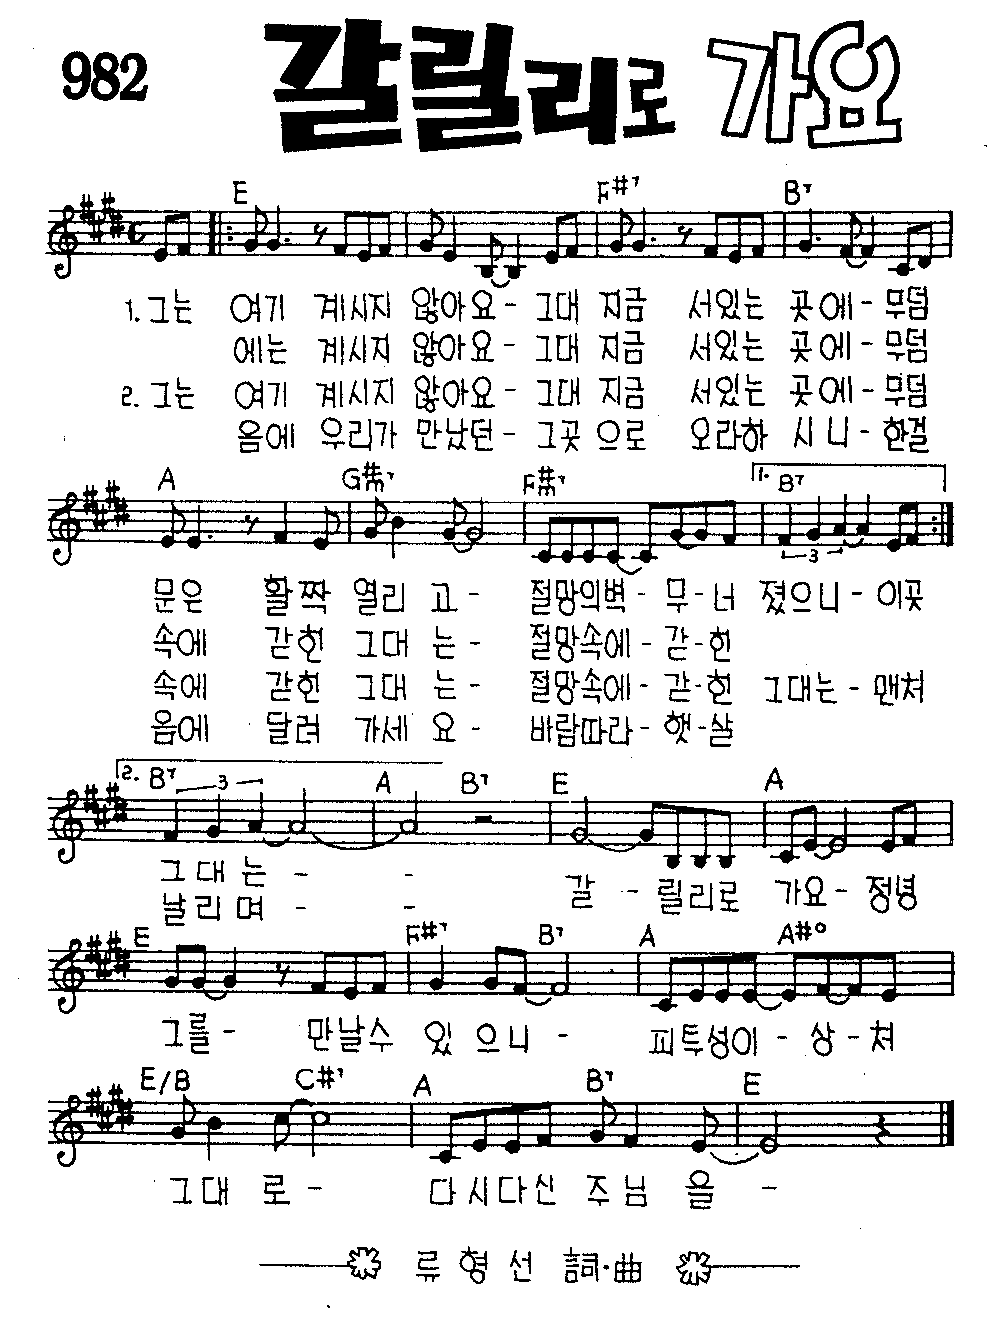 982 갈릴리로 가요
E F#7 B7
1. 그는 여기 계시지 않아요- 그대 지금 서있는 곳에- 무덤
에는 계시지 않아요- 그대 지금 서있는 곳에- 무덤
2. 그는 여기 계시지 않아요- 그대 지금 서있는 곳에- 무덤
음에 우리가 만났던- 그곳으로 오라하시니- 한걸
A G#m7 F#m7 1. B7
문은 활짝 열리고- 절망의벽- 무-너졌으니- 이곳
속에 갇힌 그대는- 절망속에- 갇-힌
속에 갇힌 그대는- 절망속에- 갇-힌 그대는- 맨처
음에 달려가세요- 바람따라- 햇-살
3
2. B7 3 A B7 E A
그대는- -
날리며- -
갈-릴리로 가요- 정녕
E F#7 B7 A A#°
그를- 만날수 있으니- 피투성이-상-처
E/B C#7 A B7 E
그대로- 다시다신 주님을-
류형선 詞·曲